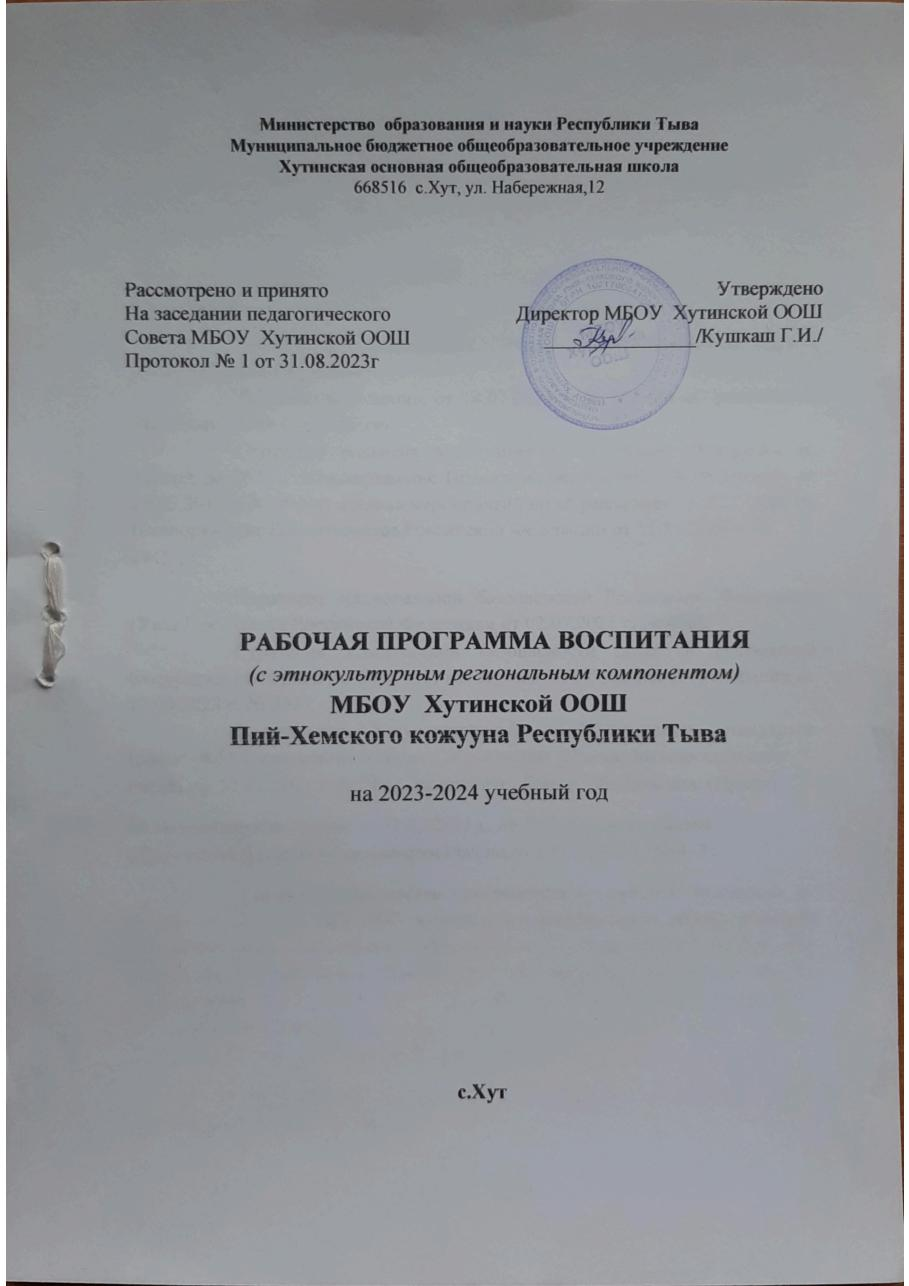 Министерство образования и науки Республики Тыва
Муниципальное бюджетное общеобразовательное учреждение
Хутинская основная общеобразовательная школа
668516 с.Хут, ул. Набережная,12
Рассмотрено и принято
На заседании педагогического
Совета МБОУ Хутинской ООШ
Протокол № 1 от 31.08.2023г
Утверждено
Директор МБОУ Хутинской ООШ
/Кушкаш Г.И./
РАБОЧАЯ ПРОГРАММА ВОСПИТАНИЯ
(с этнокультурным региональным компонентом)
МБОУ Хутинской ООШ
Пий-Хемского кожууна Республики Тыва
на 2023-2024 учебный год
с.Хут